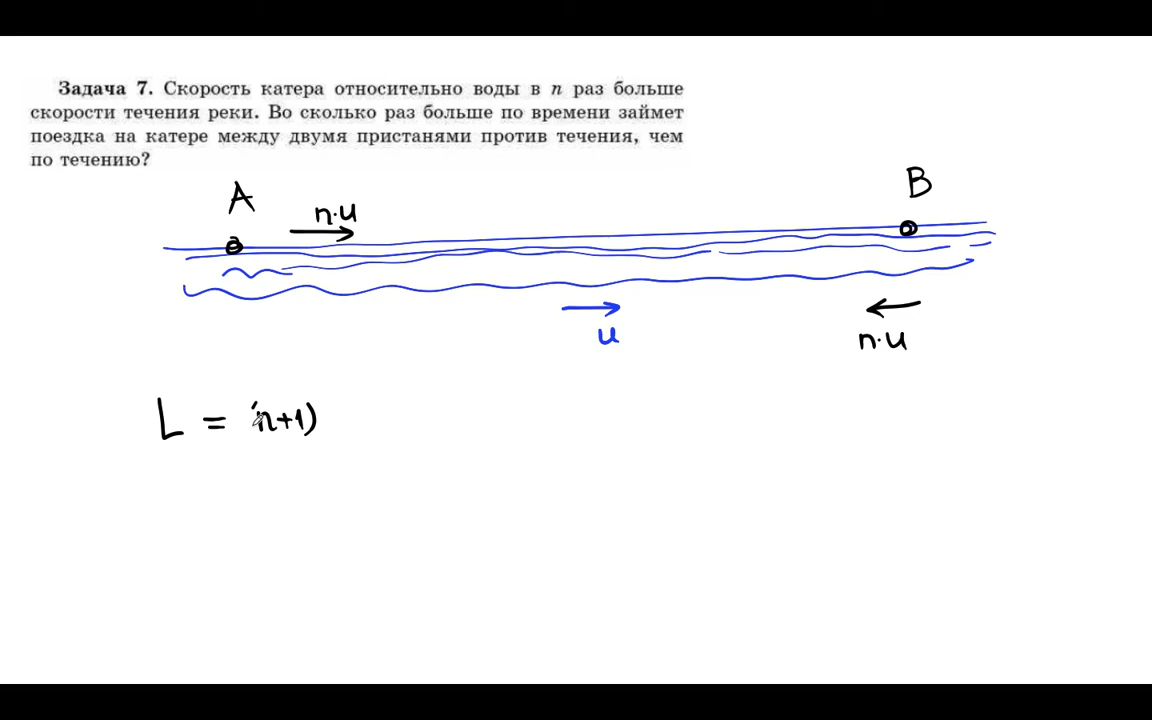 Задача 7. Скорость катера относительно воды в n раз больше
скорости течения реки. Во сколько раз больше по времени займет
поездка на катере между двумя пристанями против течения, чем
по течению?
A
B
n·u
u
n·u
L = (n+1)